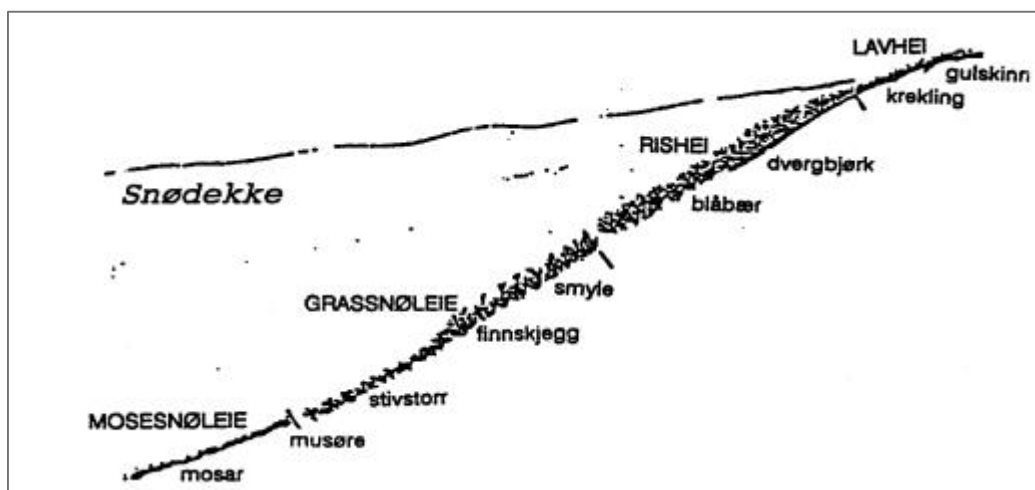 LAVHEI
gulskinn
krekling
RISHEI
dvergbjørk
Snødekke
blåbær
smyle
GRASSNØLEIE
finnskjegg
stivstorr
MOSESNØLEIE
musøre
mosar